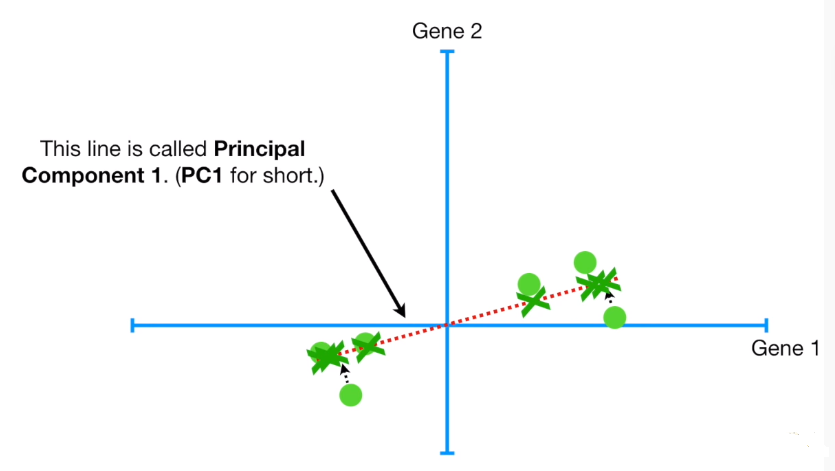 Gene 2
This line is called Principal
Component 1. (PC1 for short.)
Gene 1